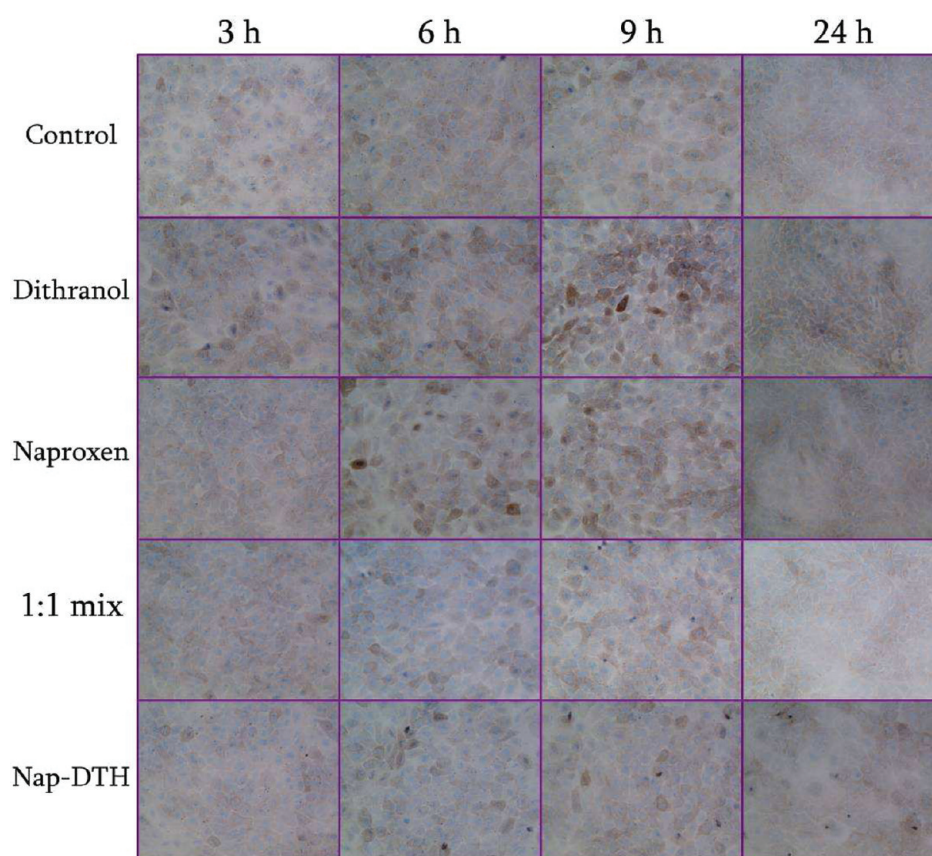 3 h 6 h 9 h 24 h
Control
Dithranol
Naproxen
1:1 mix
Nap-DTH